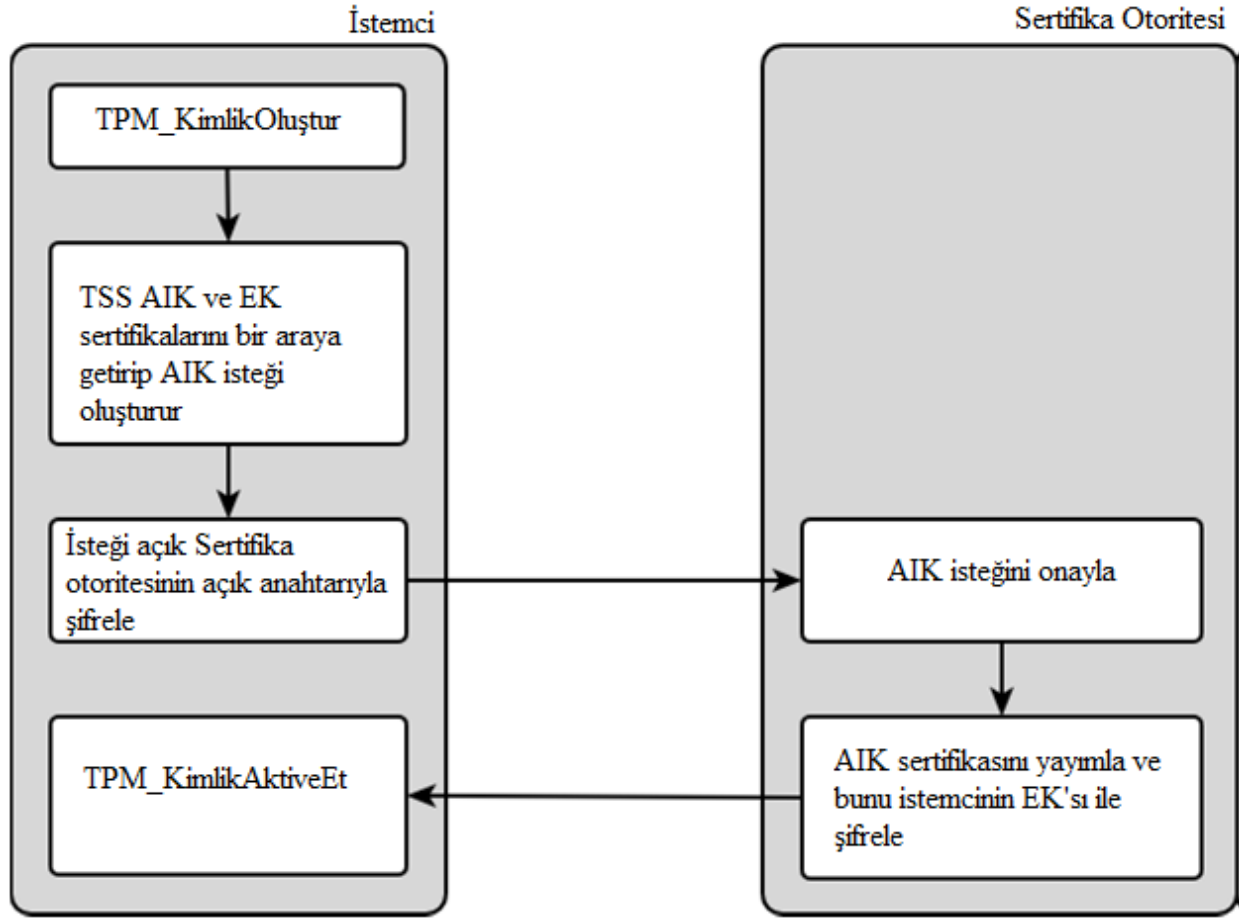 İstemci
Sertifika Otoritesi
TPM_KimlikOluştur
TSS AIK ve EK
sertifikalarını bir araya
getirip AIK isteği
oluşturur
İsteği açık Sertifika
otoritesinin açık anahtarıyla
şifrele
AIK isteğini onayla
TPM_KimlikAktiveEt
AIK sertifikasını yayımla ve
bunu istemcinin EK'sı ile
şifrele